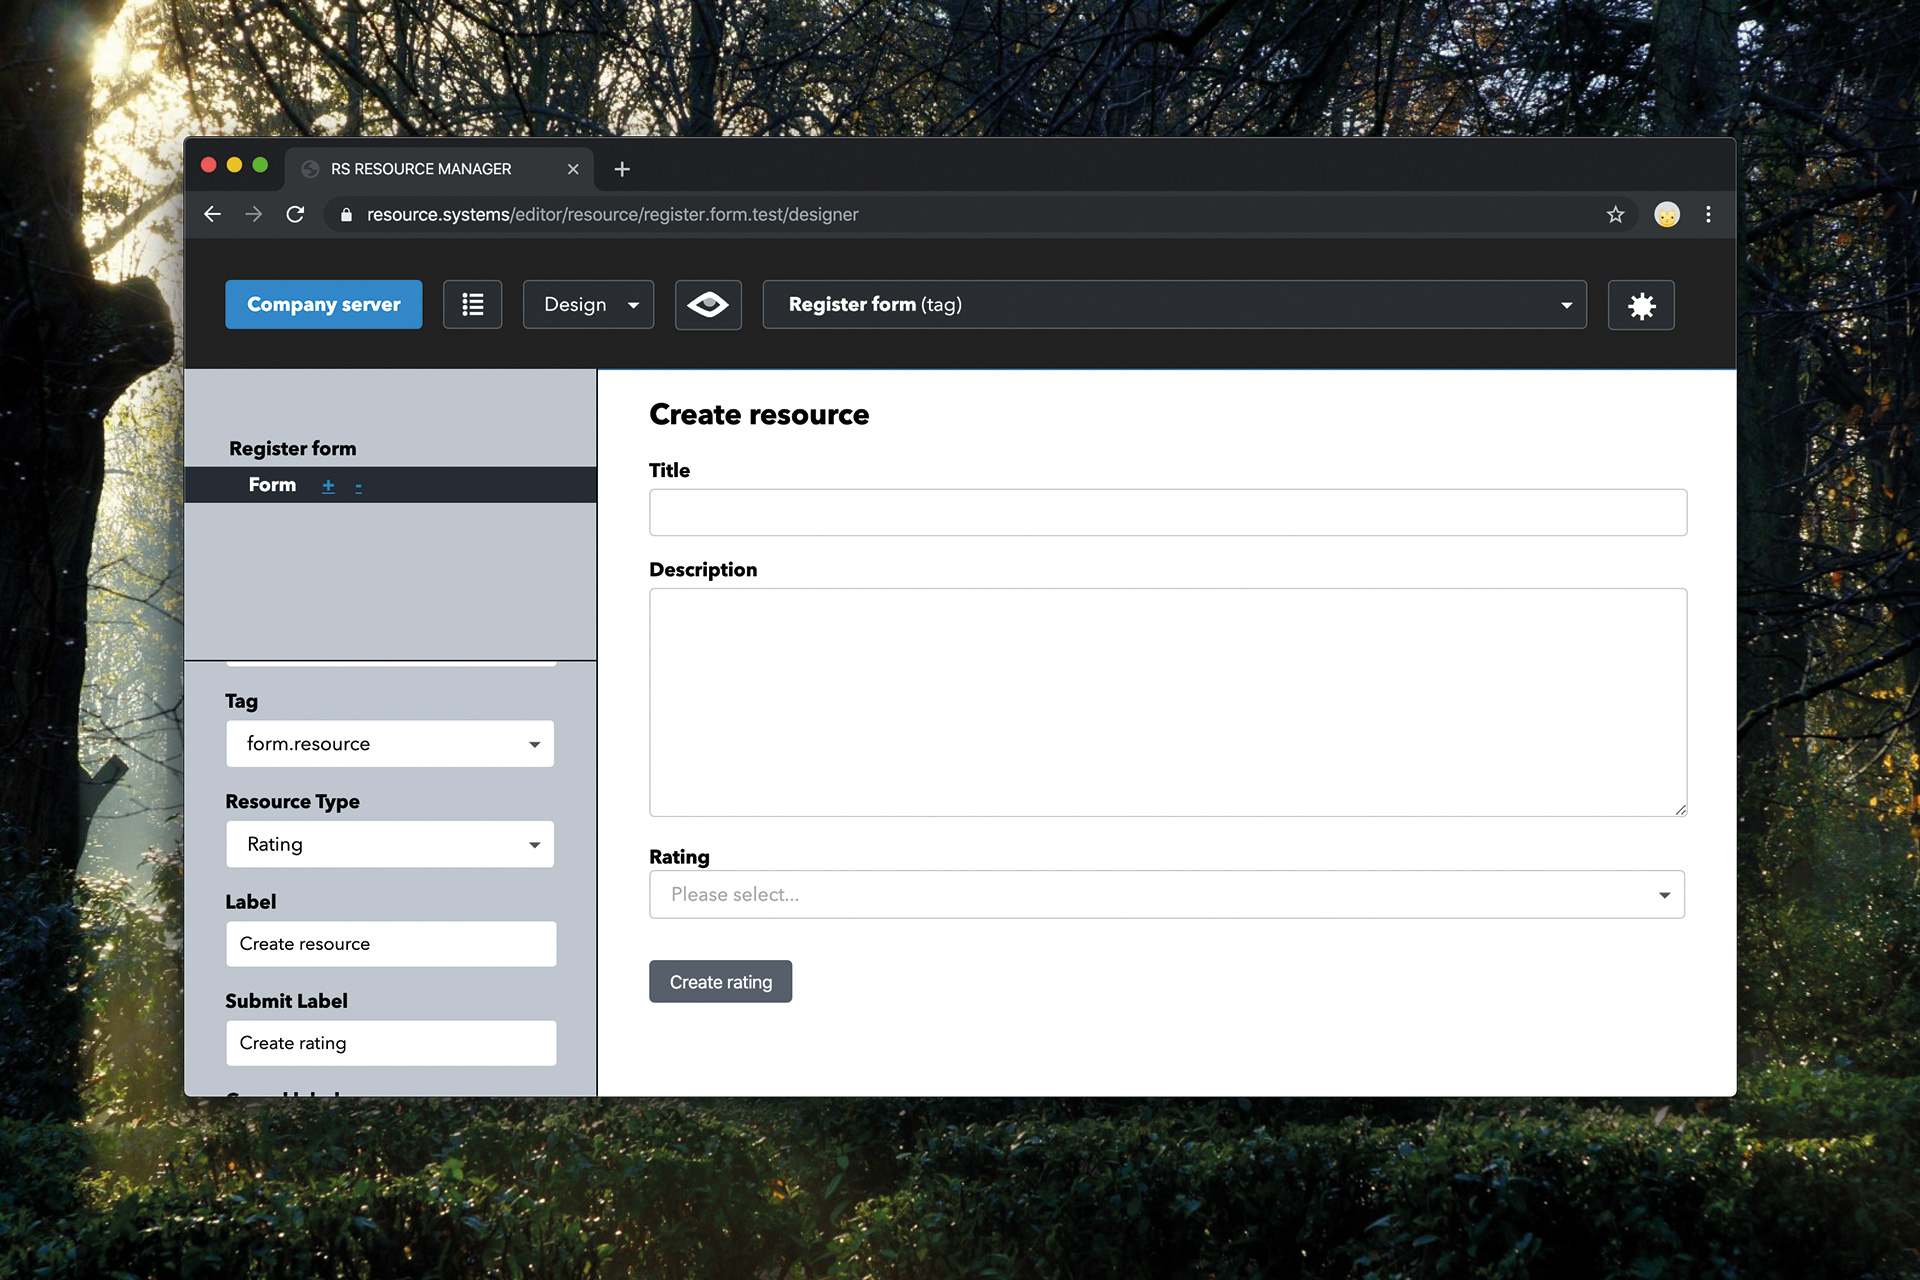 RS RESOURCE MANAGER
resource.systems/editor/resource/register.form.test/designer
Company server
Design
Register form (tag)
Register form
Form + -
Tag
form.resource
Resource Type
Rating
Label
Create resource
Submit Label
Create rating
Create resource
Title
Description
Rating
Please select...
Create rating